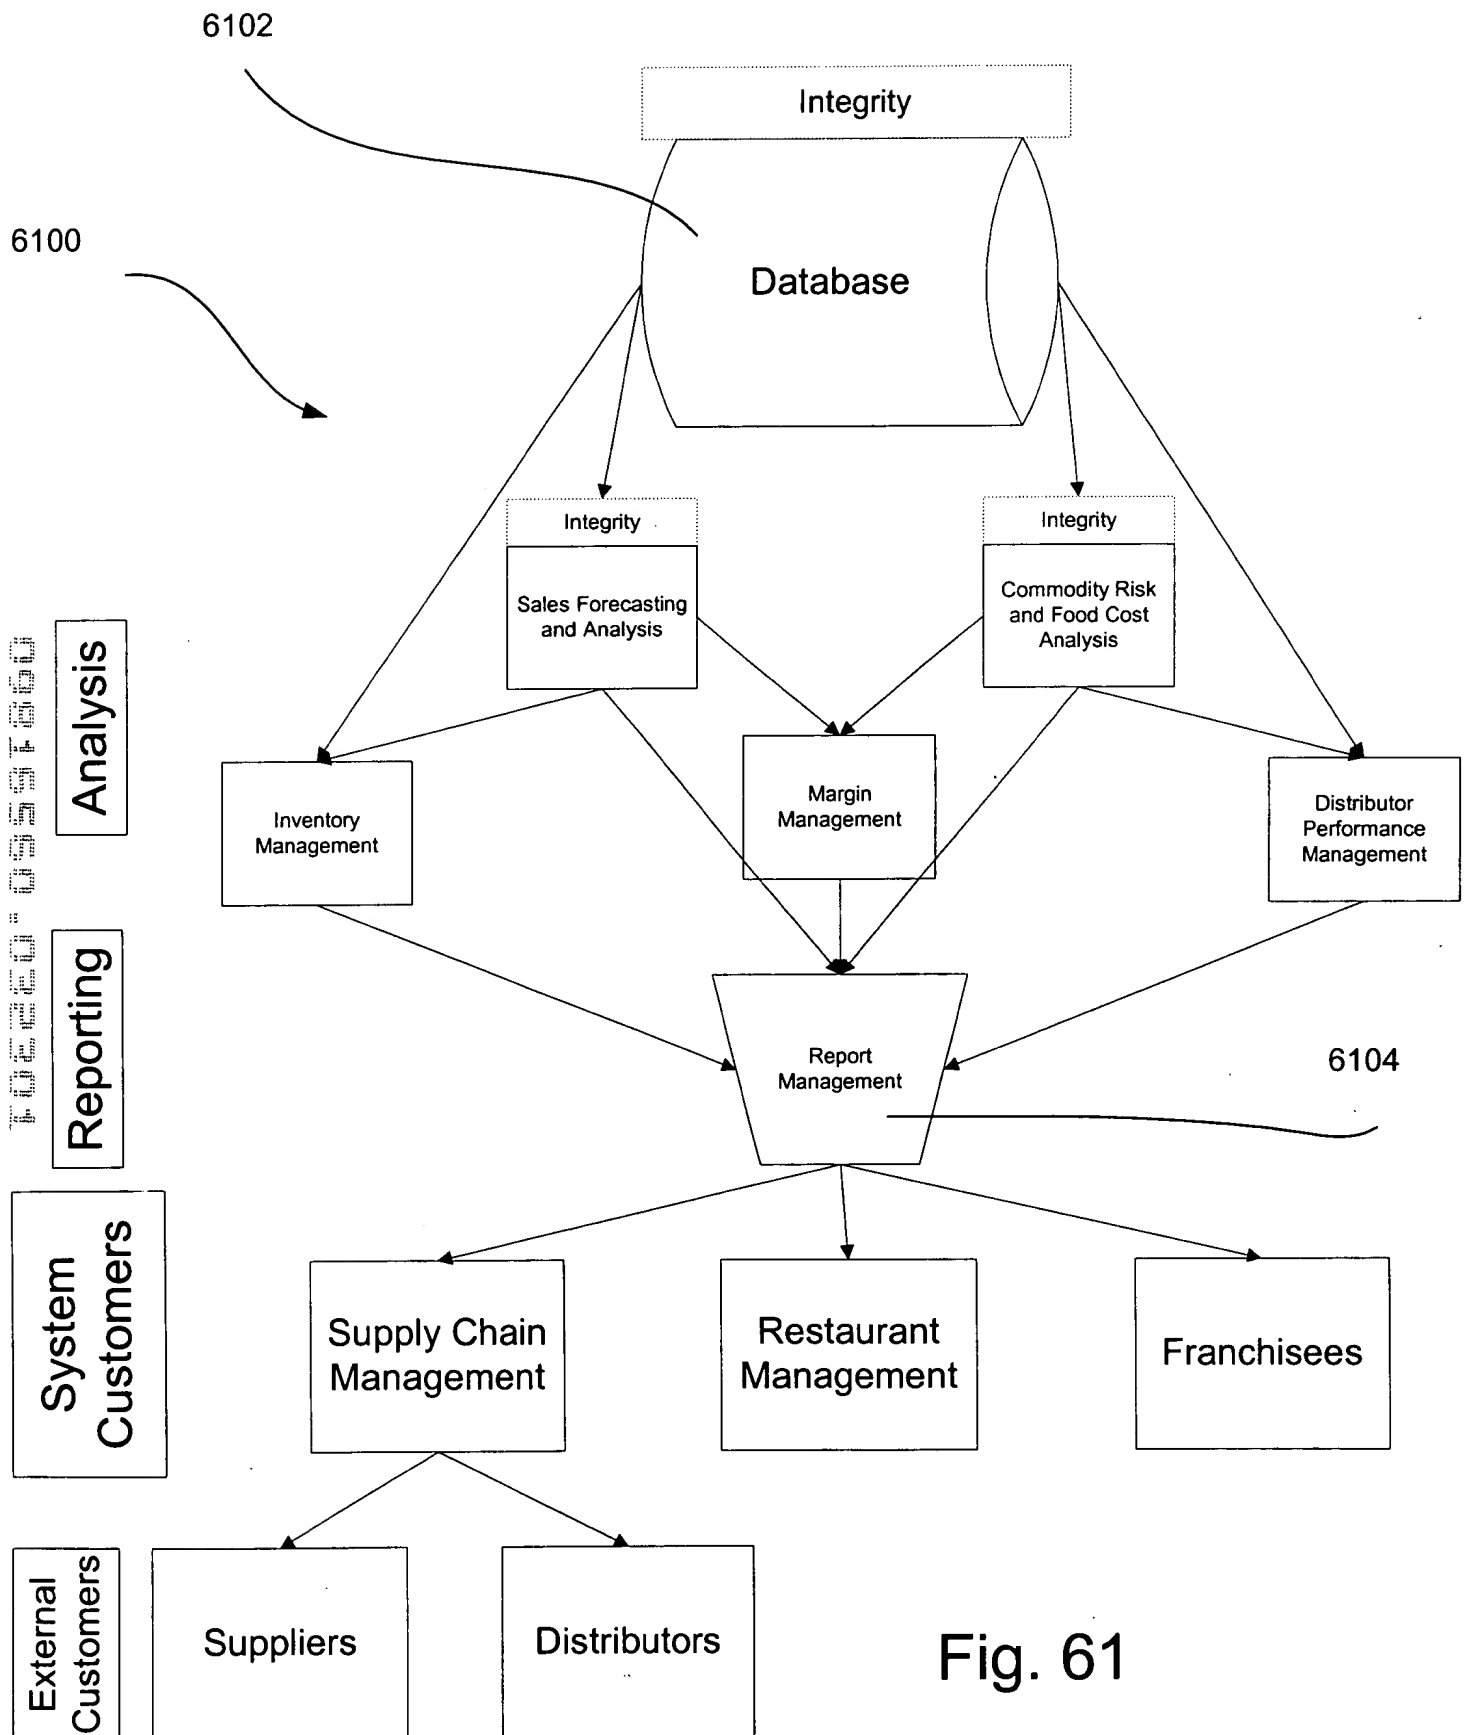 6102
Integrity
6100
Database
Integrity
Integrity
Sales Forecasting
and Analysis
Commodity Risk
and Food Cost
Analysis
Analysis
Inventory
Management
Margin
Management
Distributor
Performance
Management
Reporting
Report
Management
6104
System
Customers
Supply Chain
Management
Restaurant
Management
Franchisees
External
Customers
Suppliers
Distributors
Fig. 61